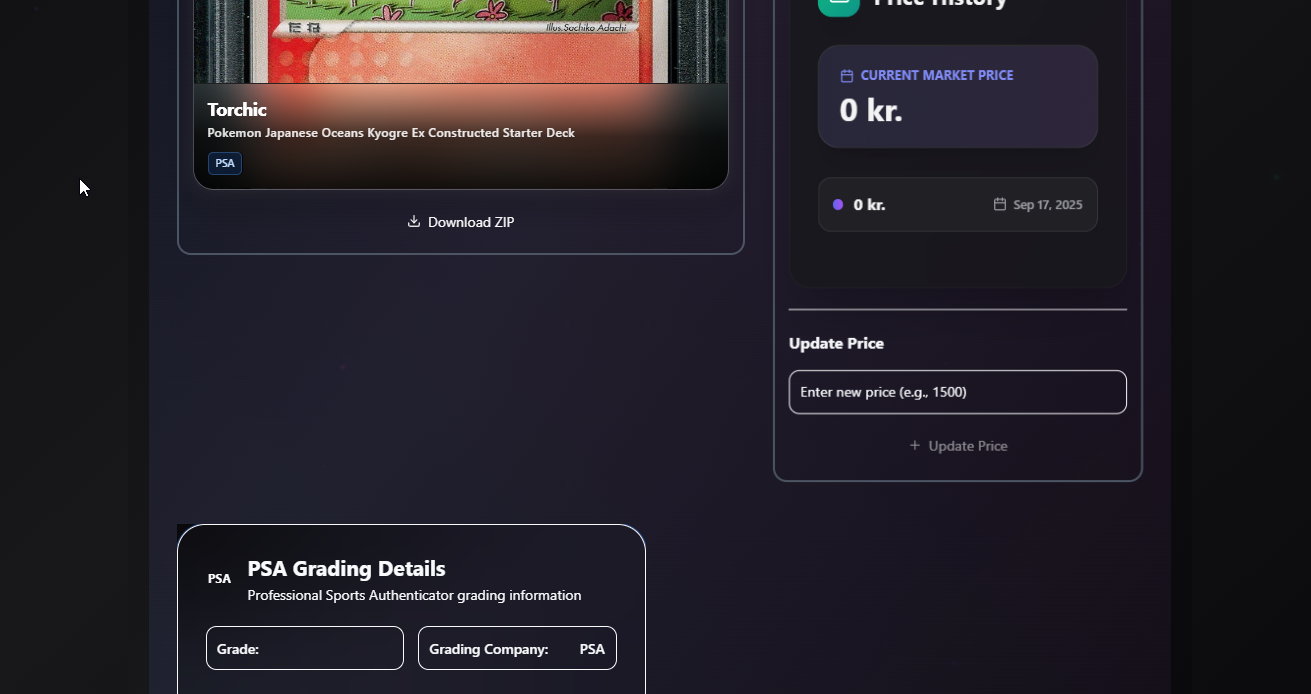 Price History
CURRENT MARKET PRICE
0 kr.
0 kr.
Sep 17, 2025
Update Price
Enter new price (e.g., 1500)
+ Update Price
Illus. Sachiko Adachi
Torchic
Pokemon Japanese Oceans Kyogre Ex Constructed Starter Deck
PSA
Download ZIP
PSA
PSA Grading Details
Professional Sports Authenticator grading information
Grade:
Grading Company: PSA